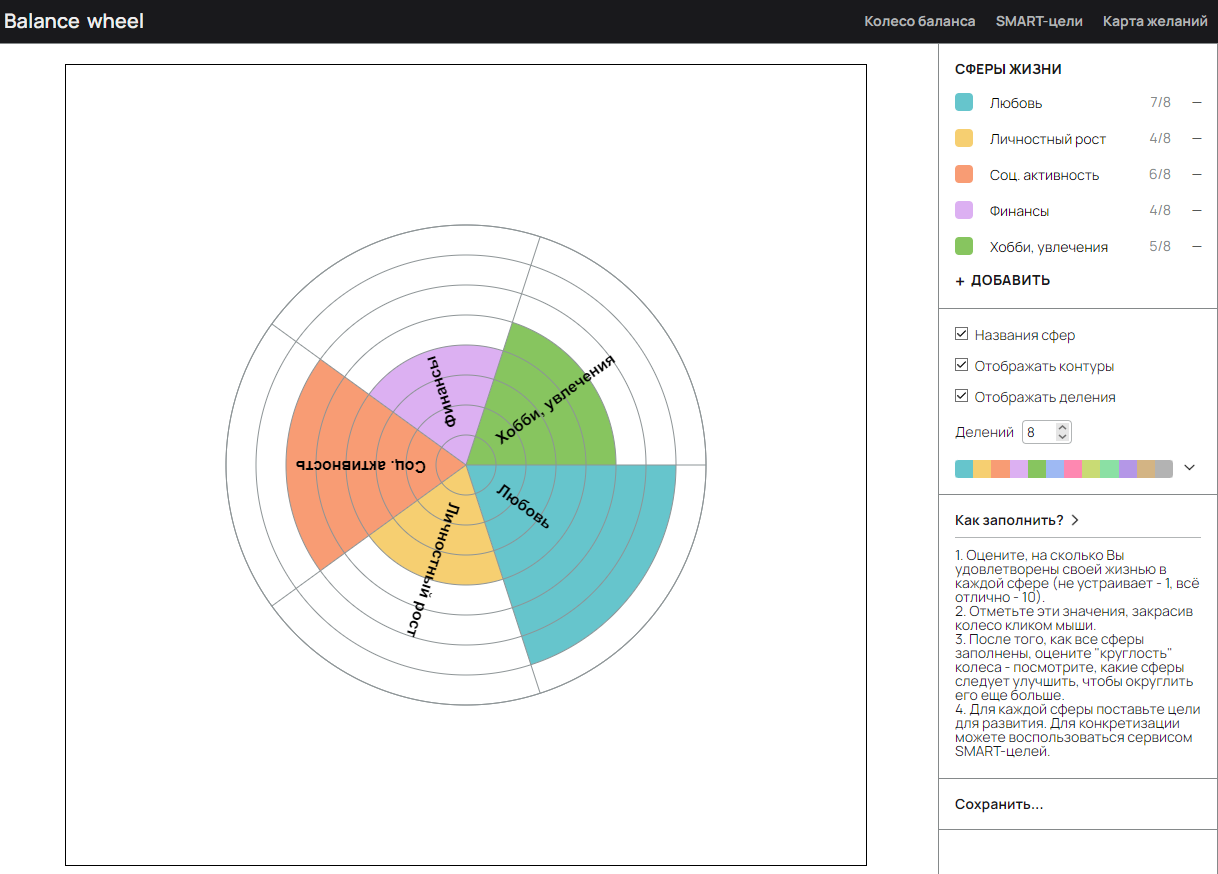 Balance wheel
Колесо баланса
SMART-цели
Карта желаний
Финансы
Хобби, увлечения
Соц. активность
Любовь
Личностный рост
СФЕРЫ ЖИЗНИ
Любовь 7/8 –
Личностный рост 4/8 –
Соц. активность 6/8 –
Финансы 4/8 –
Хобби, увлечения 5/8 –
+ ДОБАВИТЬ
Названия сфер
Отображать контуры
Отображать деления
Делений 8
Как заполнить? >
1. Оцените, на сколько Вы
удовлетворены своей жизнью в
каждой сфере (не устраивает - 1, всё
отлично - 10).
2. Отметьте эти значения, закрасив
колесо кликом мыши.
3. После того, как все сферы
заполнены, оцените "круглость"
колеса - посмотрите, какие сферы
следует улучшить, чтобы округлить
его еще больше.
4. Для каждой сферы поставьте цели
для развития. Для конкретизации
можете воспользоваться сервисом
SMART-целей.
Сохранить...